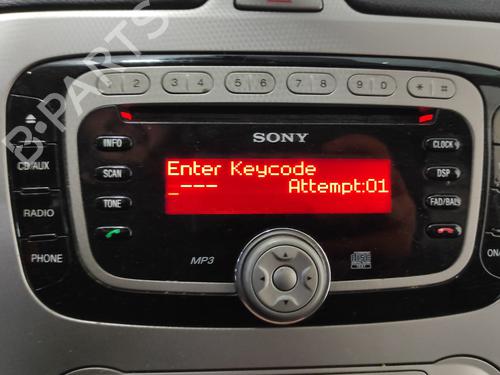 1 2 3 4 5 6 7 8 9 0 * #
SONY
INFO
CLOCK
Enter Keycode
_--- Attempt:01
CD AUX
SCAN
DSP
RADIO
TONE
FAD/BAL
PHONE
MP3
B-PARTS